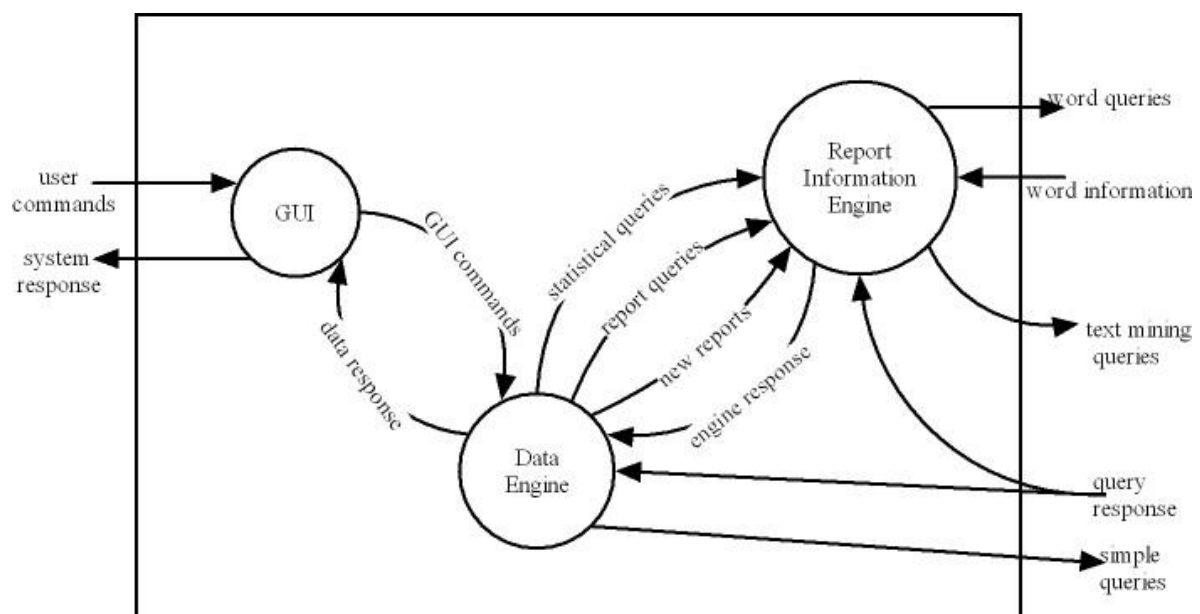 user
commands
system
response
GUI
GUI commands
data response
Data
Engine
statistical queries
report queries
new reports
engine response
Report
Information
Engine
word queries
word information
text mining
queries
query
response
simple
queries